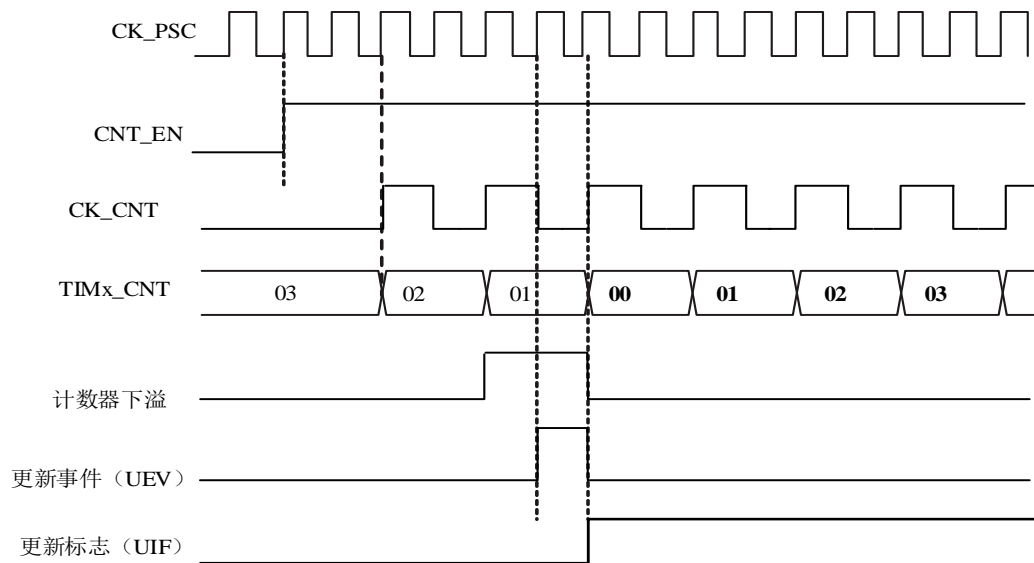 CK_PSC
CNT_EN
CK_CNT
TIMx_CNT 03 02 01 00 01 02 03
计数器下溢
更新事件（UEV）
更新标志（UIF）